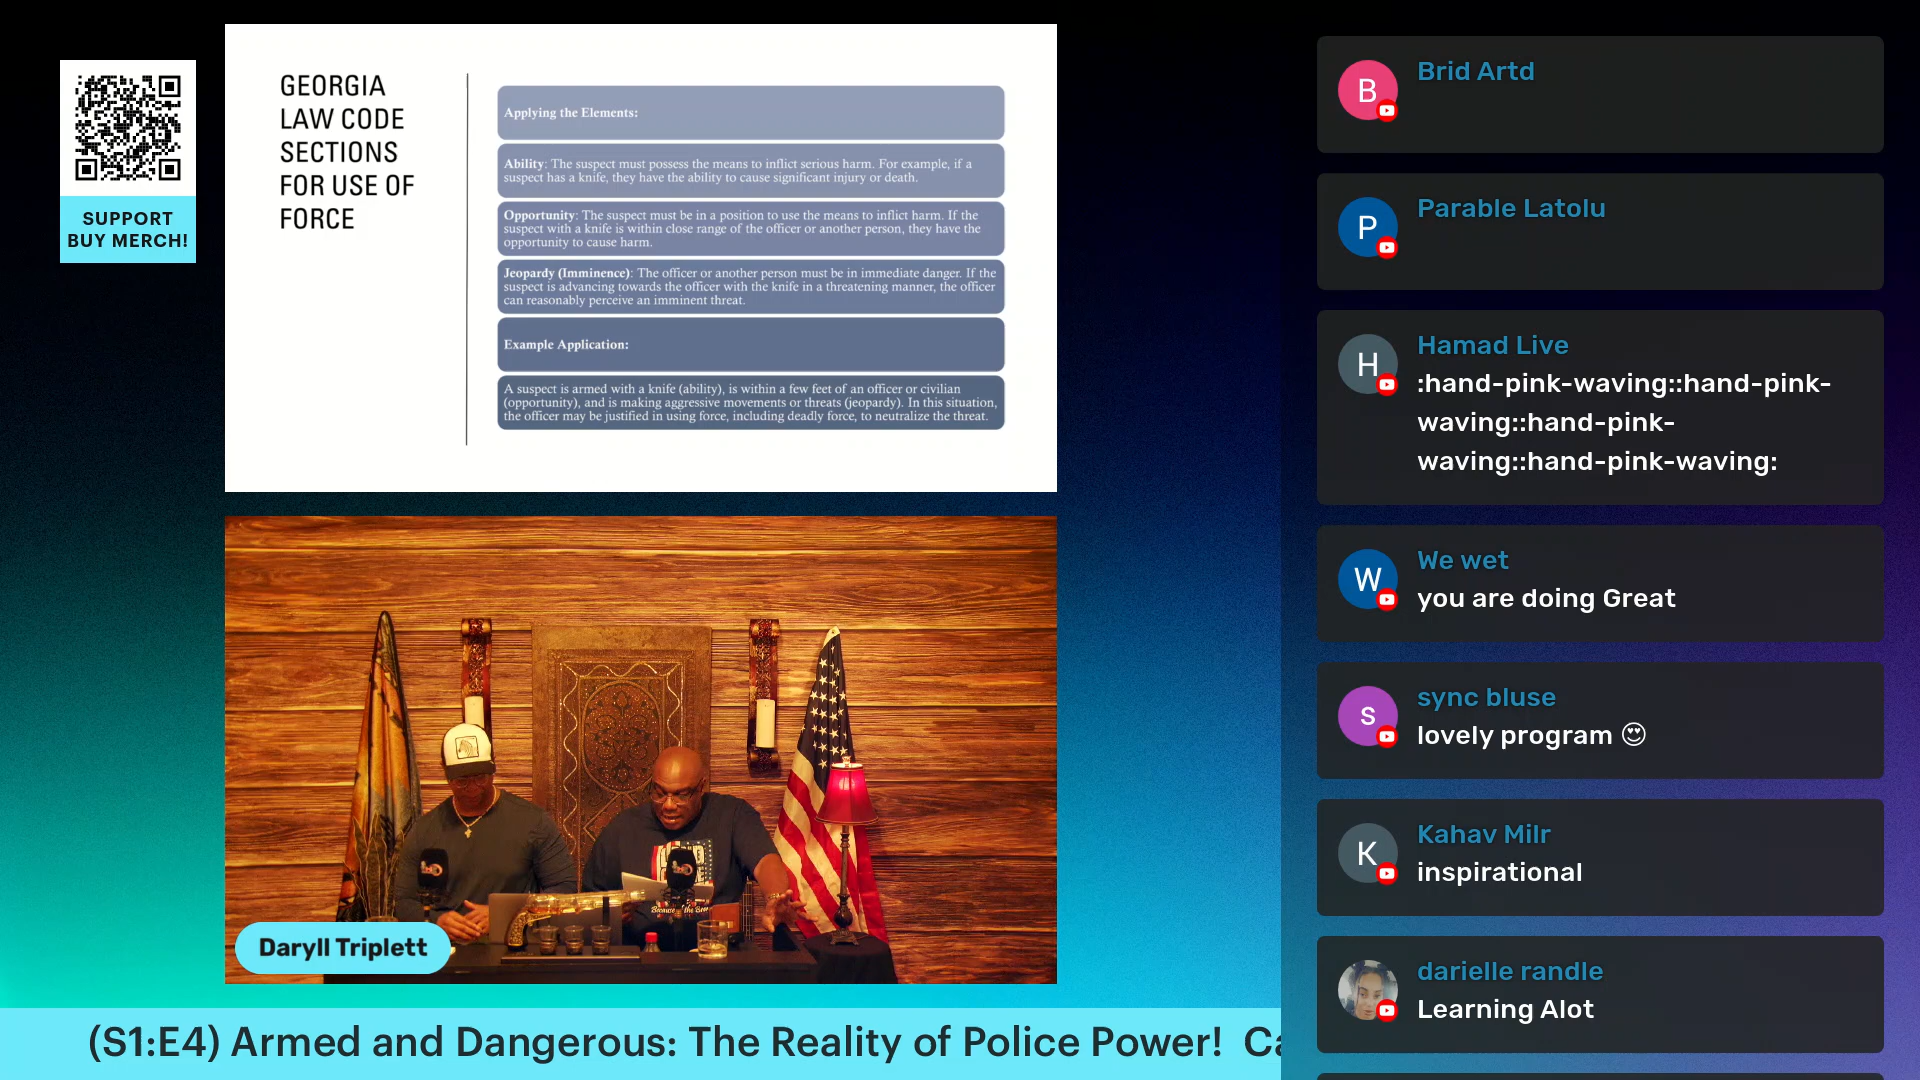 SUPPORT
BUY MERCH!
GEORGIA
LAW CODE
SECTIONS
FOR USE OF
FORCE
Applying the Elements:
Ability: The suspect must possess the means to inflict serious harm. For example, if a
suspect has a knife, they have the ability to cause significant injury or death.
Opportunity: The suspect must be in a position to use the means to inflict harm. If the
suspect with a knife is within close range of the officer or another person, they have the
opportunity to cause harm.
Jeopardy (Imminence): The officer or another person must be in immediate danger. If the
suspect is advancing towards the officer with the knife in a threatening manner, the officer
can reasonably perceive an imminent threat.
Example Application:
A suspect is armed with a knife (ability), is within a few feet of an officer or civilian
(opportunity), and is making aggressive movements or threats (jeopardy). In this situation,
the officer may be justified in using force, including deadly force, to neutralize the threat.
Daryll Triplett
(S1:E4) Armed and Dangerous: The Reality of Police Power!
B
Brid Artd
P
Parable Latolu
H
Hamad Live
:hand-pink-waving::hand-pink-
waving::hand-pink-
waving::hand-pink-waving:
W
We wet
you are doing Great
s
sync bluse
lovely program 😍
K
Kahav Milr
inspirational
darielle randle
Learning Alot